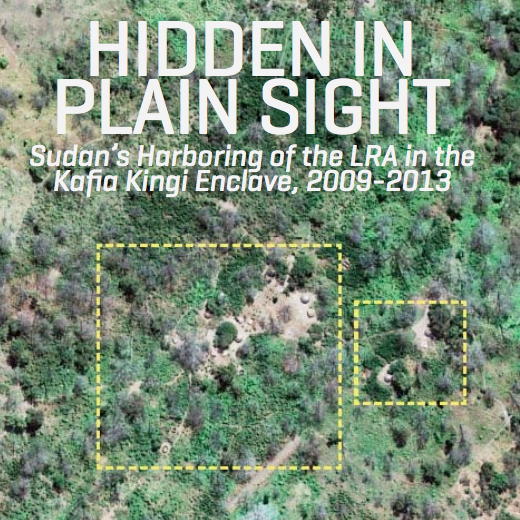 HIDDEN IN
PLAIN SIGHT
Sudan's Harboring of the LRA in the
Kafia Kingi Enclave, 2009-2013